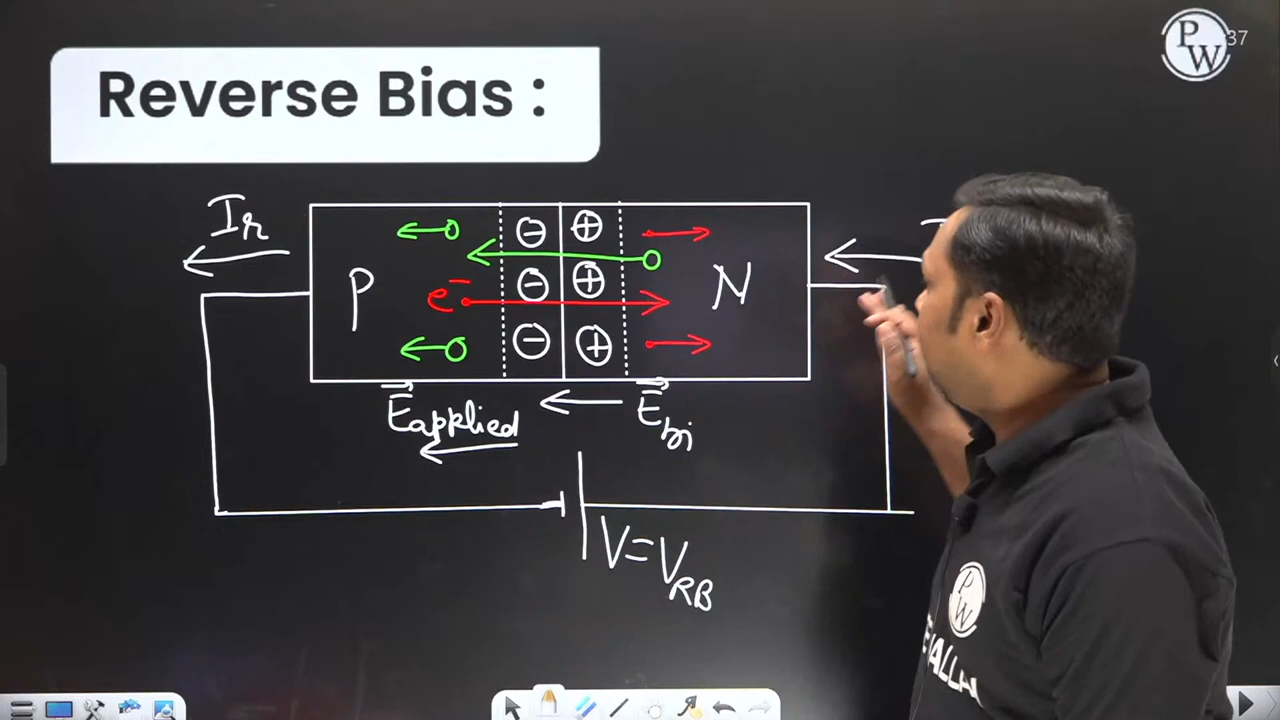 PW
37
Reverse Bias :
Ir
⊖ ⊕
P e⁻ ⊖ ⊕ N
⊖ ⊕
E⃗applied ← E⃗bi
V=VRB
PW